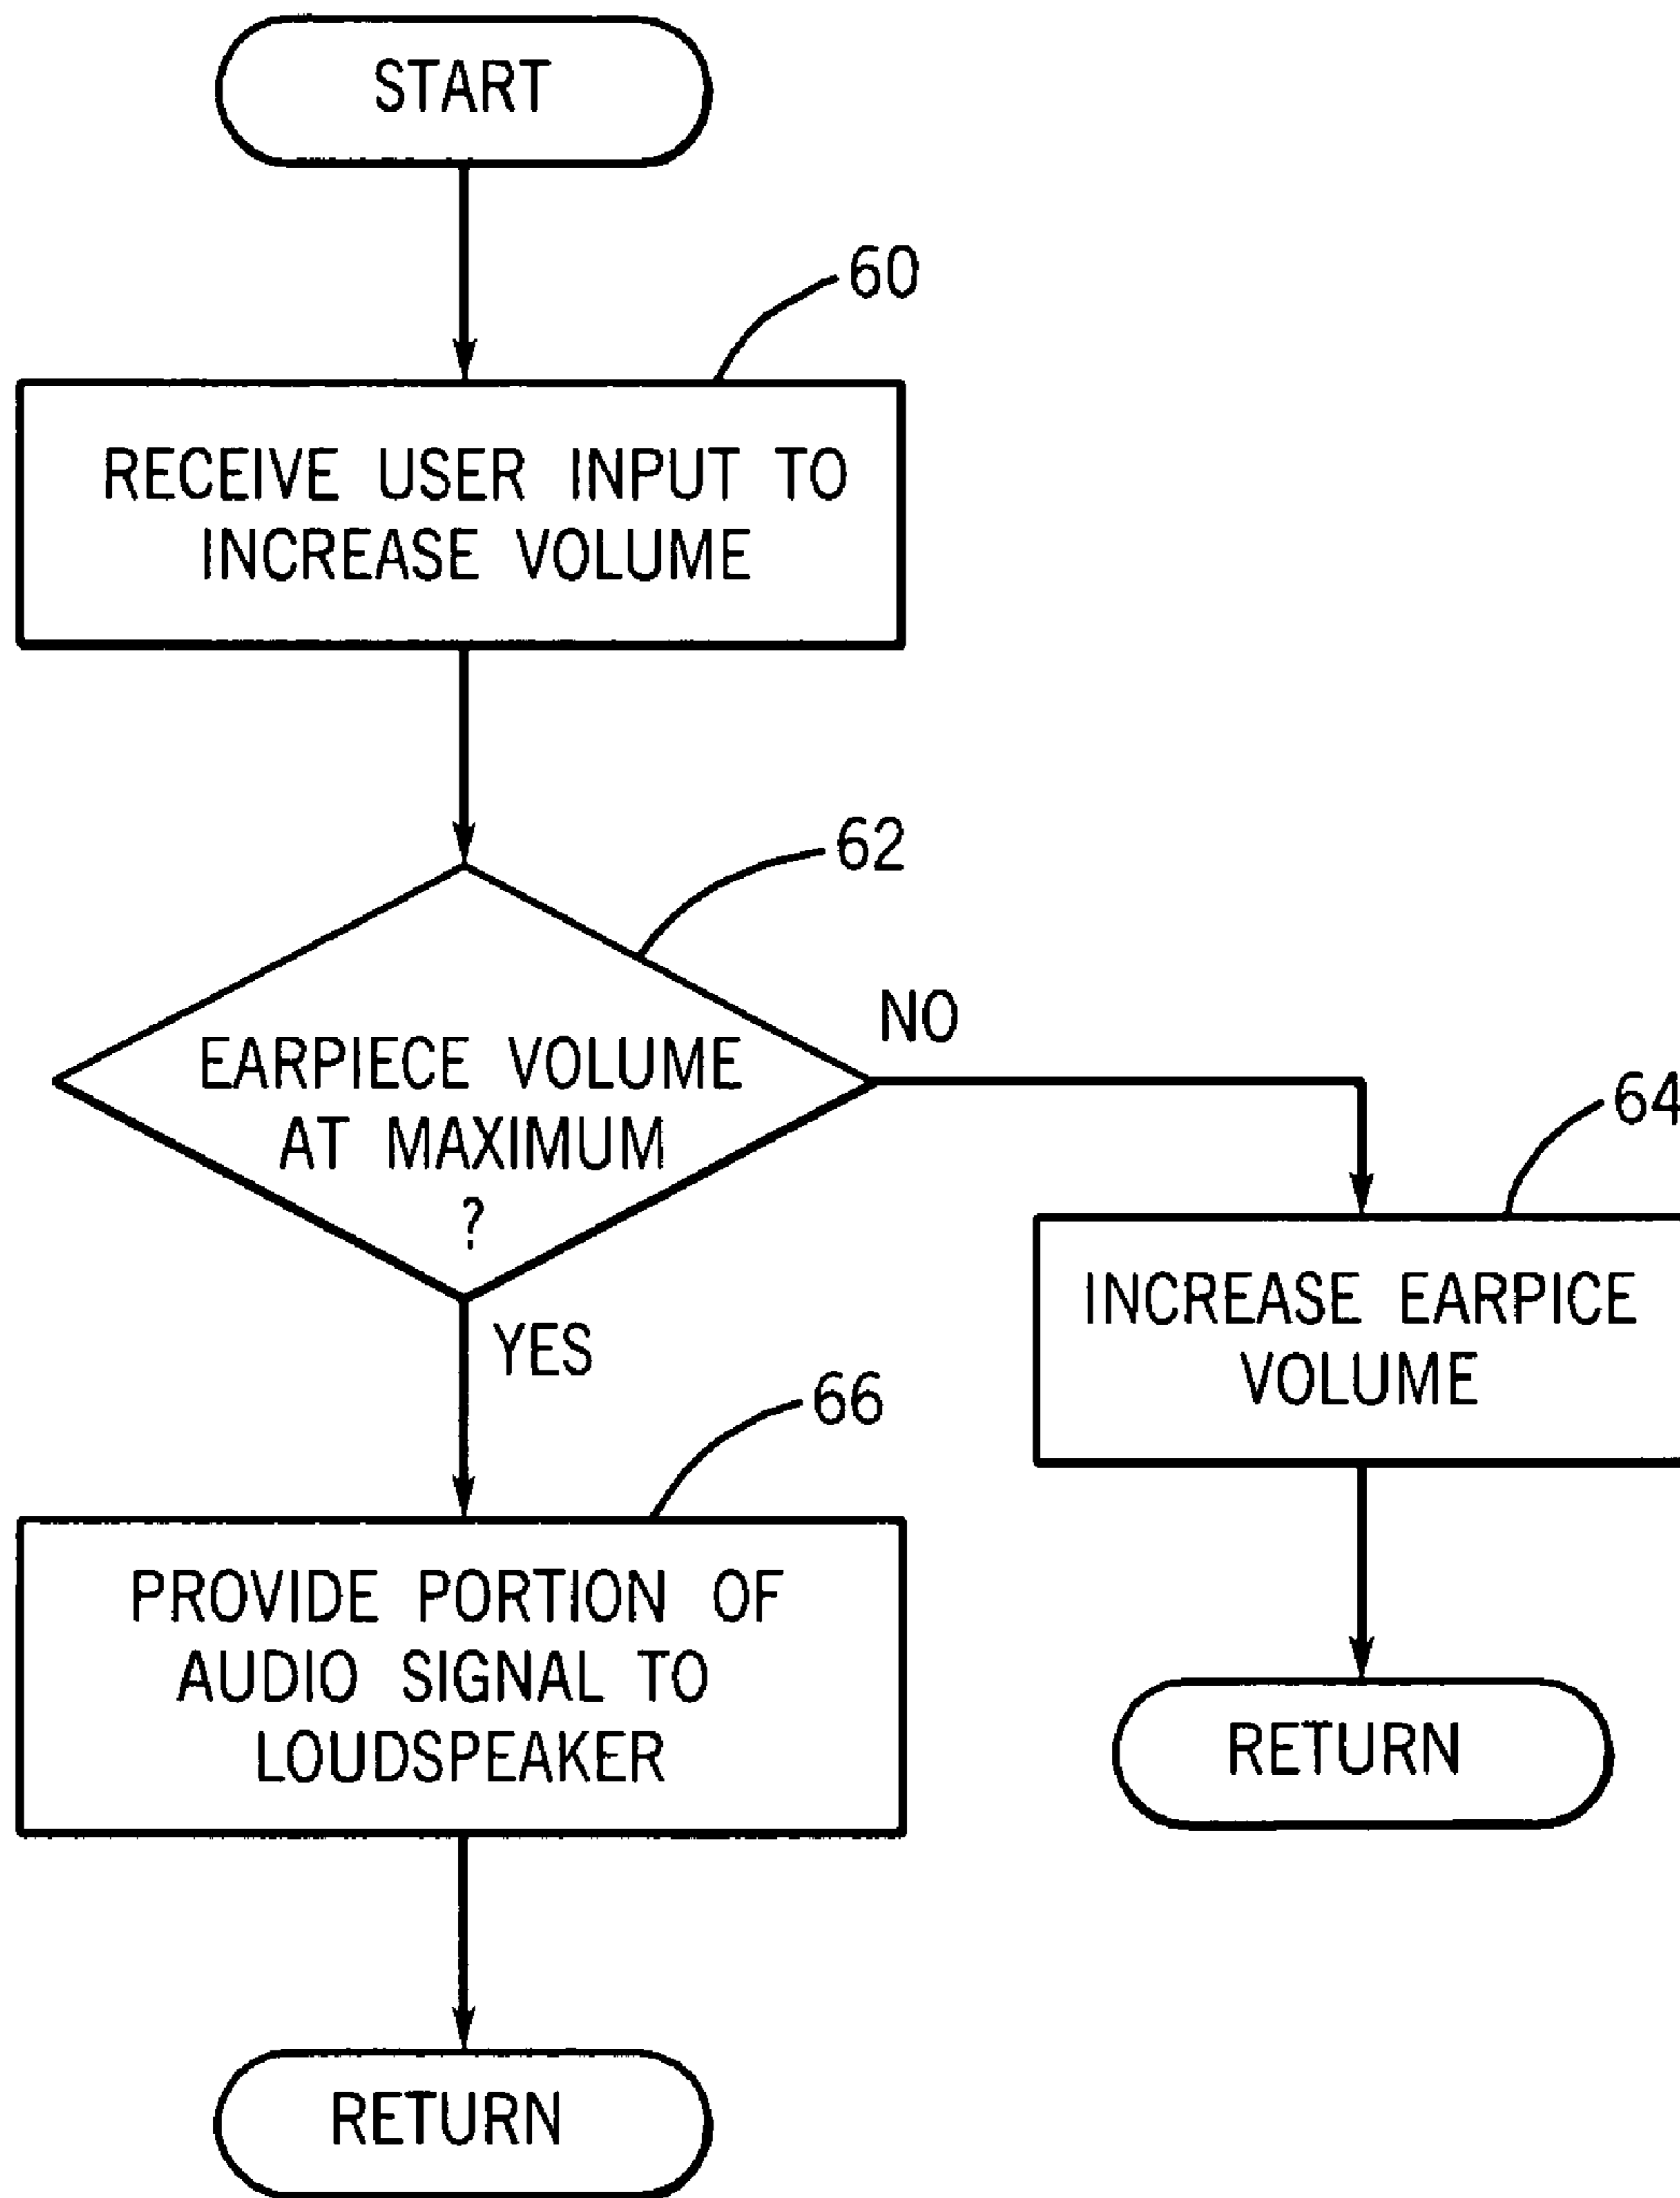 START
60
RECEIVE USER INPUT TO
INCREASE VOLUME
62
EARPIECE VOLUME
AT MAXIMUM
?
NO
64
INCREASE EARPICE
VOLUME
YES
66
PROVIDE PORTION OF
AUDIO SIGNAL TO
LOUDSPEAKER
RETURN
RETURN